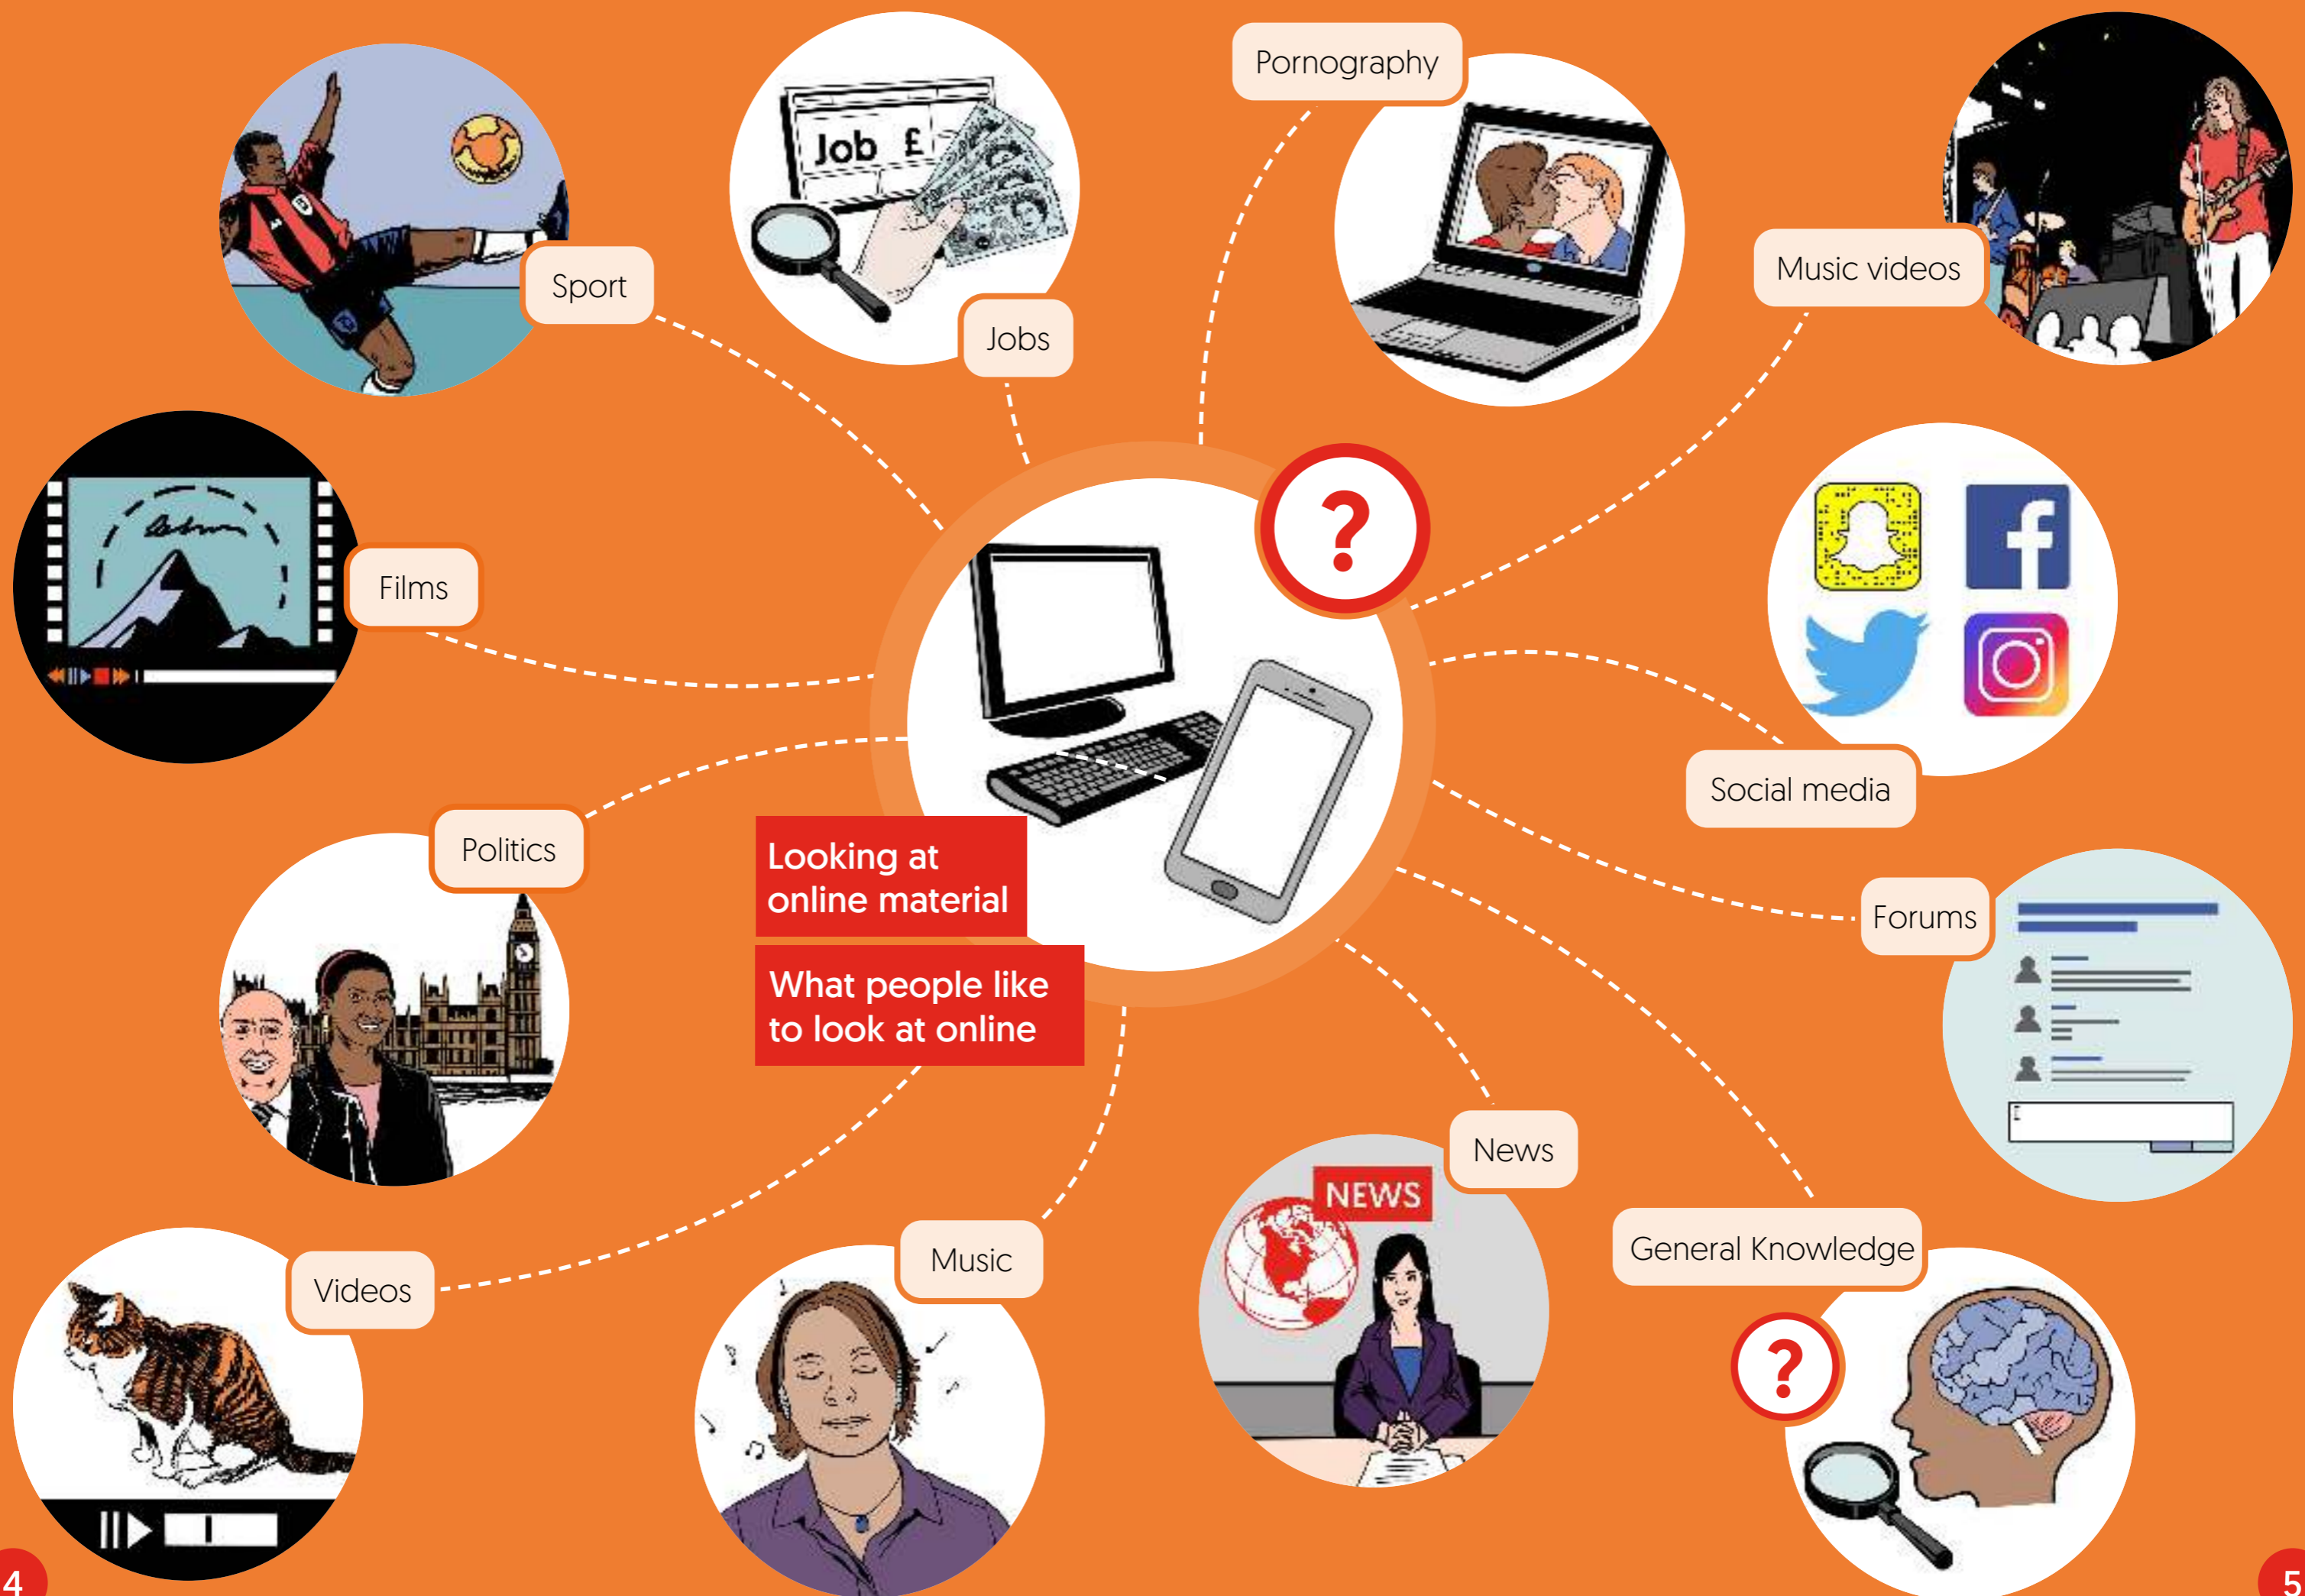 Pornography
Sport
Job £
Jobs
Music videos
?
f
Films
Social media
Politics
Looking at
online material
Forums
What people like
to look at online
News
NEWS
General Knowledge
Music
Videos
?
4
5